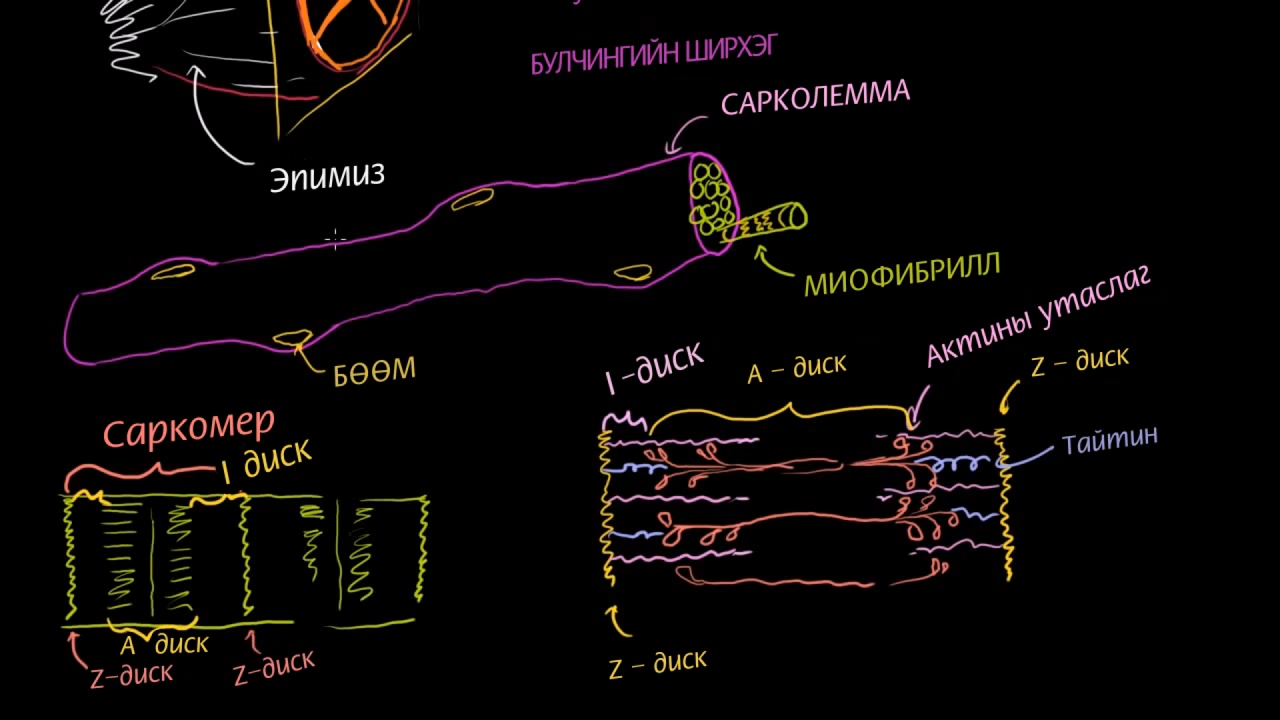 БУЛЧИНГИЙН ШИРХЭГ
САРКОЛЕММА
Эпимиз
МИОФИБРИЛЛ
БӨӨМ
Актины утаслаг
I -диск
А - диск
Z - диск
Саркомер
I диск
Тайтин
А диск
Z-диск
Z-диск
Z - диск